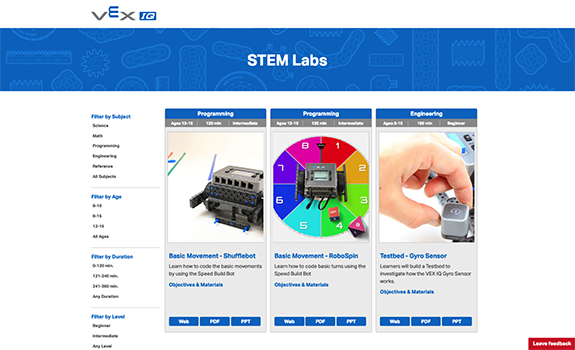 VEX IQ
STEM Labs
Filter by Subject
Science
Math
Programming
Engineering
Reference
All Subjects
Filter by Age
8-10
8-15
12-15
All Ages
Filter by Duration
0-120 min.
121-240 min.
241-360 min.
Any Duration
Filter by Level
Beginner
Intermediate
Any Level
Programming
Ages 12-15 130 min Intermediate
Basic Movement - Shufflebot
Learn how to code the basic movements
by using the Speed Build Bot
Objectives & Materials
Web PDF PPT
Programming
Ages 12-15 130 min Intermediate
8 1 7 2 6 3 5 4
Basic Movement - RoboSpin
Learn how to code basic turns using the
Speed Build Bot
Objectives & Materials
Web PDF PPT
Engineering
Ages 8-15 180 min Beginner
Testbed - Gyro Sensor
Learners will build a Testbed to
investigate how the VEX IQ Gyro Sensor
works.
Objectives & Materials
Web PDF PPT
Leave feedback